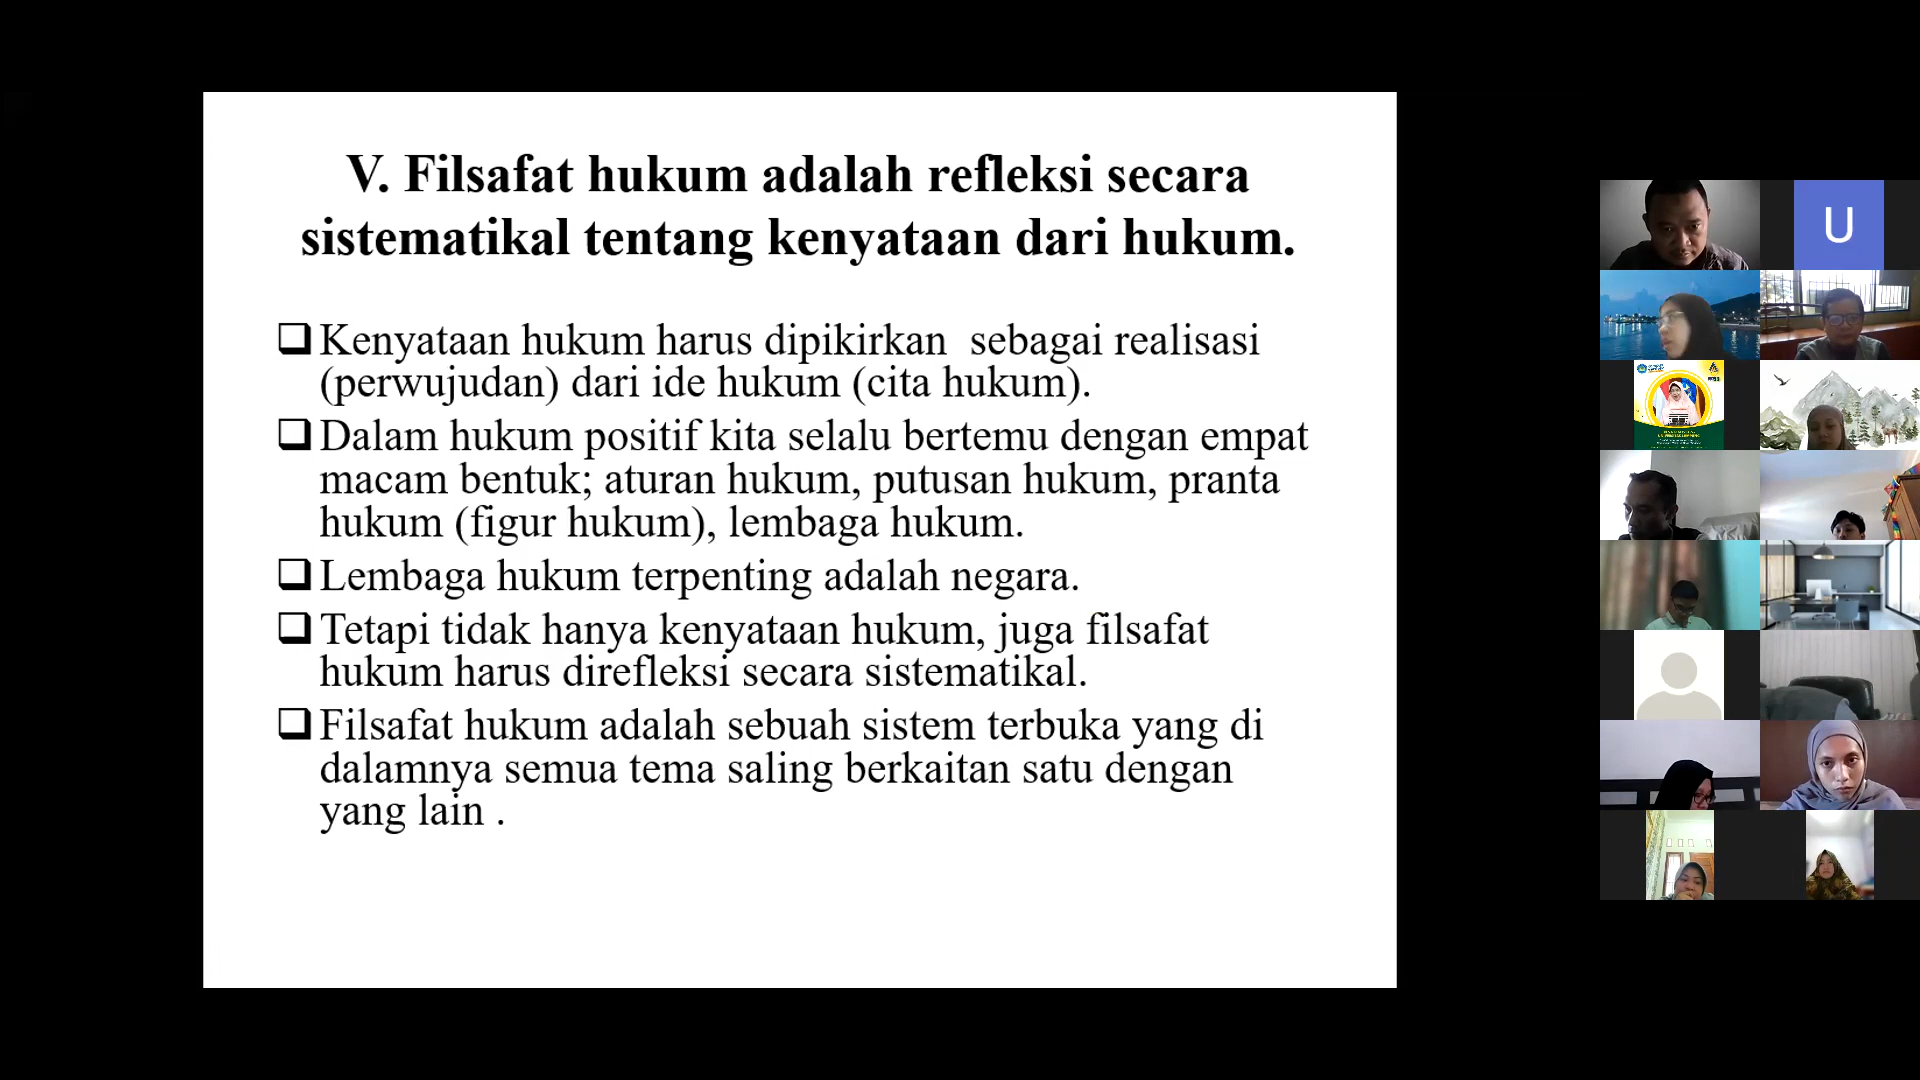 V. Filsafat hukum adalah refleksi secara
sistematikal tentang kenyataan dari hukum.
Kenyataan hukum harus dipikirkan sebagai realisasi
(perwujudan) dari ide hukum (cita hukum).
Dalam hukum positif kita selalu bertemu dengan empat
macam bentuk; aturan hukum, putusan hukum, pranta
hukum (figur hukum), lembaga hukum.
Lembaga hukum terpenting adalah negara.
Tetapi tidak hanya kenyataan hukum, juga filsafat
hukum harus direfleksi secara sistematikal.
Filsafat hukum adalah sebuah sistem terbuka yang di
dalamnya semua tema saling berkaitan satu dengan
yang lain .
U